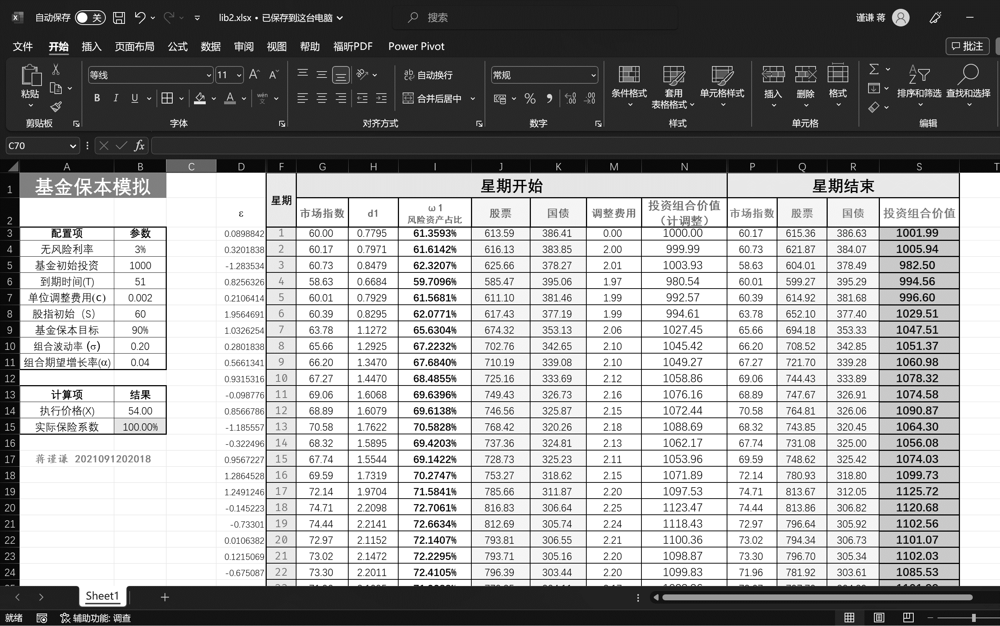 自动保存 关 lib2.xlsx • 已保存到这台电脑 搜索 谨谦 蒋
文件 开始 插入 页面布局 公式 数据 审阅 视图 帮助 福昕PDF Power Pivot 批注
粘贴 等线 11 自动换行 常规 条件格式 套用 表格格式 单元格样式 插入 删除 格式 排序和筛选 查找和选择
B I U wén 文 合并后居中
剪贴板 字体 对齐方式 数字 样式 单元格 编辑
C70 fx
A B C D F G H I J K M N P Q R S T
1 基金保本模拟 星期 星期开始 星期结束
2 ε 市场指数 d1 ω1 风险资产占比 股票 国债 调整费用 投资组合价值（计调整） 市场指数 股票 国债 投资组合价值
3 配置项 参数 0.0898842 1 60.00 0.7795 61.3593% 613.59 386.41 0.00 1000.00 60.17 615.36 386.63 1001.99
4 无风险利率 3% 0.3201838 2 60.17 0.7971 61.6142% 616.13 383.85 2.00 999.99 60.73 621.87 384.07 1005.94
5 基金初始投资 1000 -1.283534 3 60.73 0.8479 62.3207% 625.66 378.27 2.01 1003.93 58.63 604.01 378.49 982.50
6 到期时间(T) 51 0.8256326 4 58.63 0.6684 59.7096% 585.47 395.06 1.97 980.54 60.01 599.27 395.29 994.56
7 单位调整费用(c) 0.002 0.2106414 5 60.01 0.7929 61.5681% 611.10 381.46 1.99 992.57 60.39 614.92 381.68 996.60
8 股指初始（S） 60 1.9564691 6 60.39 0.8295 62.0771% 617.43 377.19 1.99 994.61 63.78 652.10 377.40 1029.51
9 基金保本目标 90% 1.0326254 7 63.78 1.1272 65.6304% 674.32 353.13 2.06 1027.45 65.66 694.18 353.33 1047.51
10 组合波动率 (σ) 0.20 0.2801838 8 65.66 1.2925 67.2232% 702.76 342.65 2.10 1045.42 66.20 708.52 342.85 1051.37
11 组合期望增长率(α) 0.04 0.5661341 9 66.20 1.3470 67.6840% 710.19 339.08 2.10 1049.27 67.27 721.70 339.28 1060.98
12 0.9315316 10 67.27 1.4470 68.4855% 725.16 333.69 2.12 1058.86 69.06 744.43 333.89 1078.32
13 计算项 结果 -0.098776 11 69.06 1.6068 69.6396% 749.43 326.73 2.16 1076.16 68.89 747.67 326.91 1074.58
14 执行价格(X) 54.00 0.8566786 12 68.89 1.6079 69.6138% 746.56 325.87 2.15 1072.44 70.58 764.81 326.06 1090.87
15 实际保险系数 100.00% -1.185557 13 70.58 1.7622 70.5828% 768.42 320.26 2.18 1088.69 68.32 743.85 320.45 1064.30
16 -0.322496 14 68.32 1.5895 69.4203% 737.36 324.81 2.13 1062.17 67.74 731.08 325.00 1056.08
17 蒋谨谦 2021091202018 0.9567227 15 67.74 1.5544 69.1422% 728.73 325.23 2.11 1053.96 69.59 748.62 325.42 1074.03
18 1.2864528 16 69.59 1.7319 70.2747% 753.27 318.62 2.15 1071.89 72.14 780.93 318.80 1099.73
19 1.2491246 17 72.14 1.9704 71.5841% 785.66 311.87 2.20 1097.53 74.71 813.67 312.05 1125.72
20 -0.145223 18 74.71 2.2098 72.7061% 816.83 306.64 2.25 1123.47 74.44 813.86 306.82 1120.68
21 -0.73301 19 74.44 2.2141 72.6634% 812.69 305.74 2.24 1118.43 72.97 796.64 305.92 1102.56
22 0.0106382 20 72.97 2.1152 72.1407% 793.81 306.55 2.21 1100.36 73.02 794.34 306.73 1101.07
23 0.1215069 21 73.02 2.1472 72.2295% 793.71 305.16 2.20 1098.87 73.30 796.70 305.34 1102.03
24 -0.675087 22 73.30 2.2011 72.4105% 796.39 303.44 2.20 1099.83 71.96 781.92 303.61 1085.53
Sheet1
就绪 辅助功能: 调查